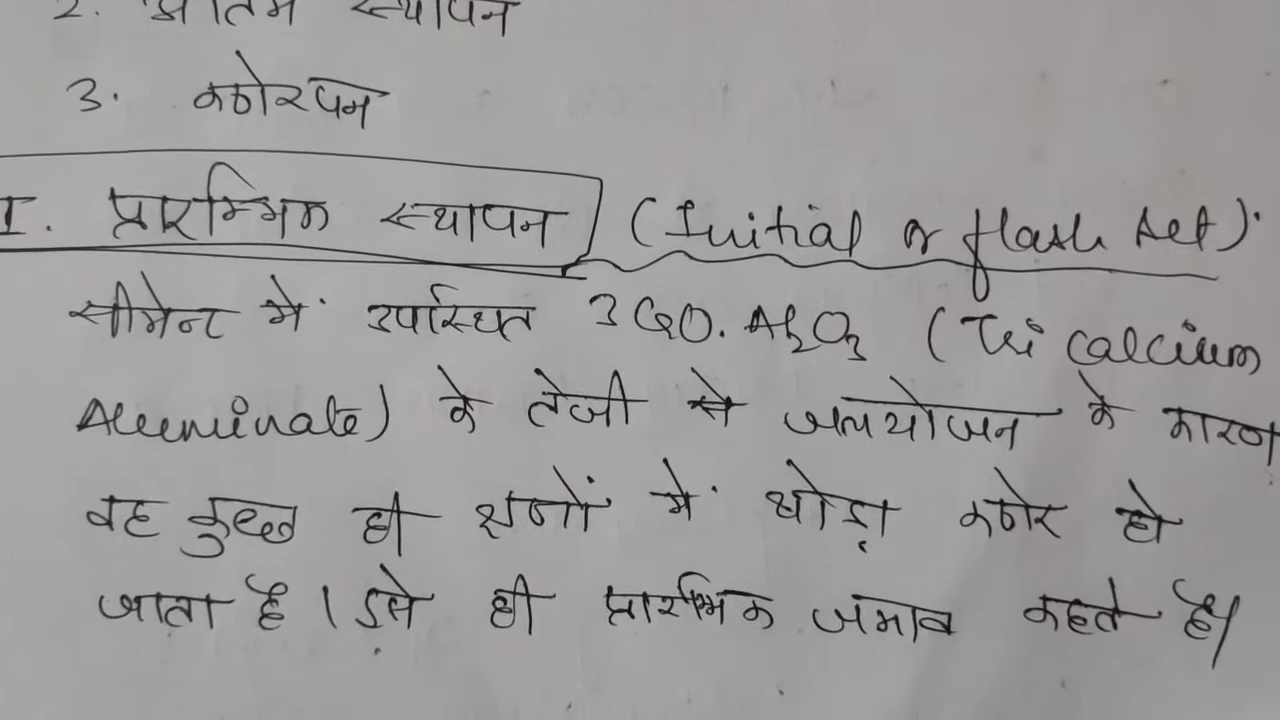 2. अंतिम स्थापन
3. कठोरपन
I. प्रारम्भिक स्थापन (Initial or flash set).
सीमेन्ट में उपस्थित 3CaO.Al2O3 (Tri calcium
Aluminate) के तेजी से जलयोजन के कारण
वह कुछ ही क्षणों में थोड़ा कठोर हो
जाता है। इसे ही प्रारम्भिक जमाव कहते है।